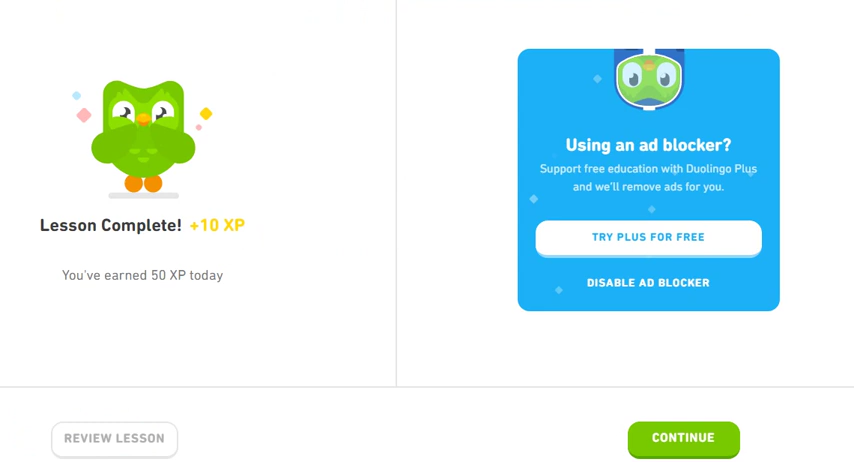 Lesson Complete! +10 XP
You've earned 50 XP today
Using an ad blocker?
Support free education with Duolingo Plus
and we'll remove ads for you.
TRY PLUS FOR FREE
DISABLE AD BLOCKER
REVIEW LESSON
CONTINUE